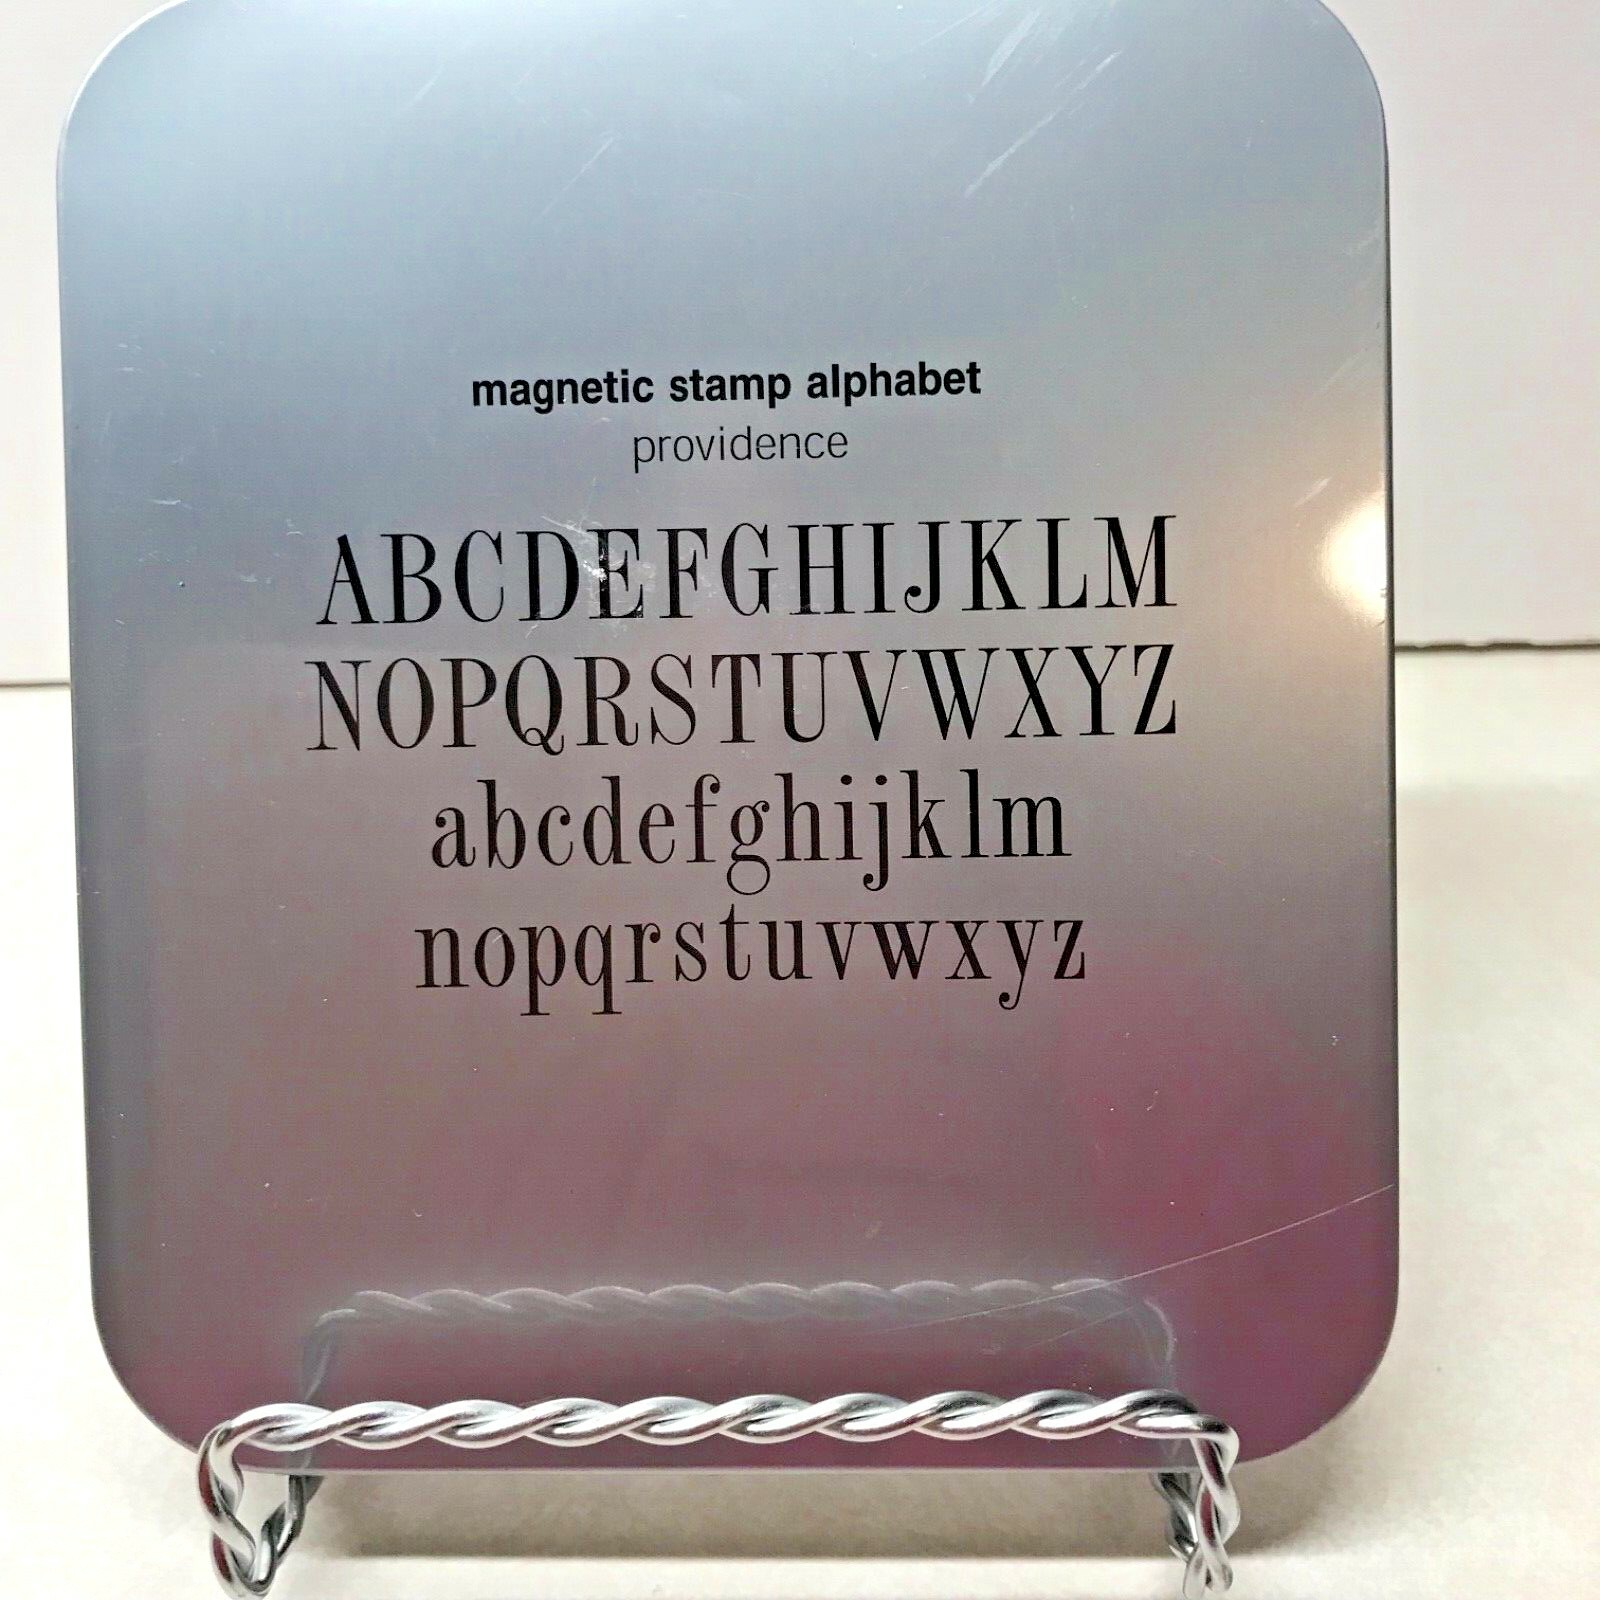 magnetic stamp alphabet
providence
ABCDEFGHIJKLM
NOPQRSTUVWXYZ
abcdefghijklm
nopqrstuvwxyz